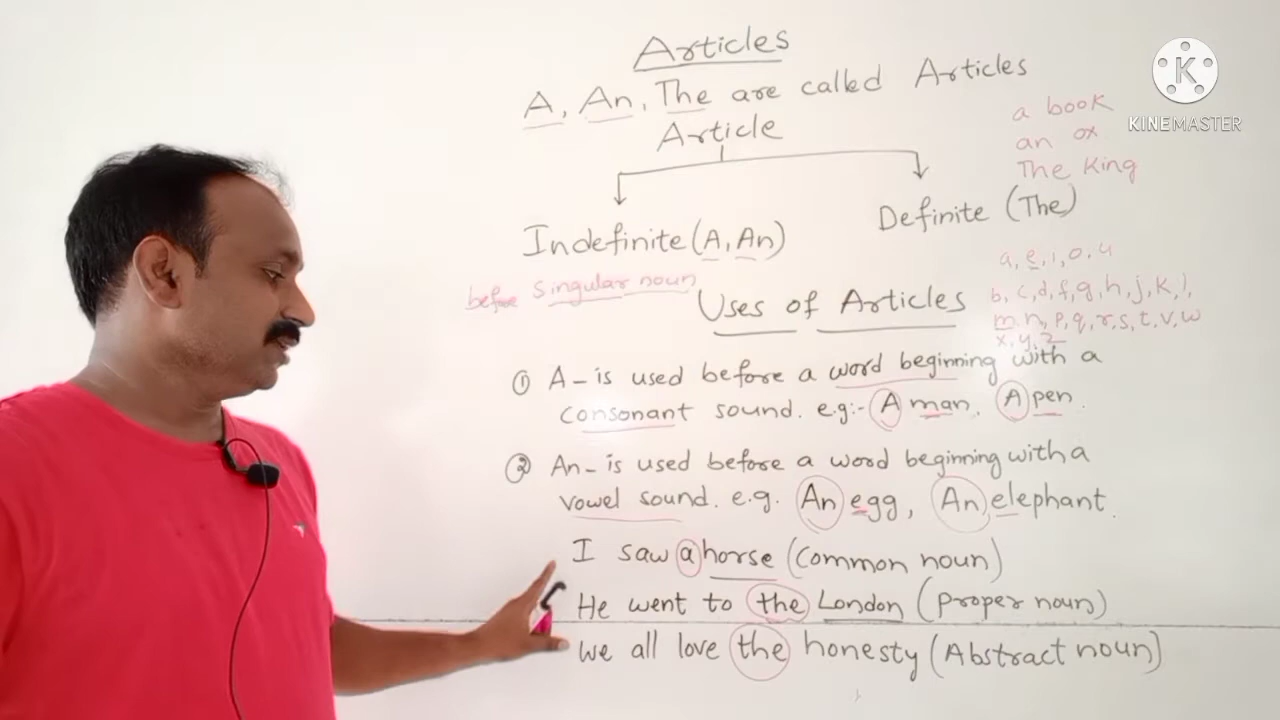 Articles
A, An, The are called Articles
Article
Indefinite (A, An)
Definite (The)
a book
an ox
The King
KINEMASTER
before singular noun
a, e, i, o, u
b, c, d, f, g, h, j, k, l,
m, n, p, q, r, s, t, v, w
x, y, z
Uses of Articles
① A - is used before a word beginning with a
consonant sound. e.g:- A man, A pen.
② An - is used before a word beginning with a
vowel sound. e.g. An egg, An elephant.
I saw a horse (Common noun)
He went to the London (Proper noun)
we all love the honesty (Abstract noun)